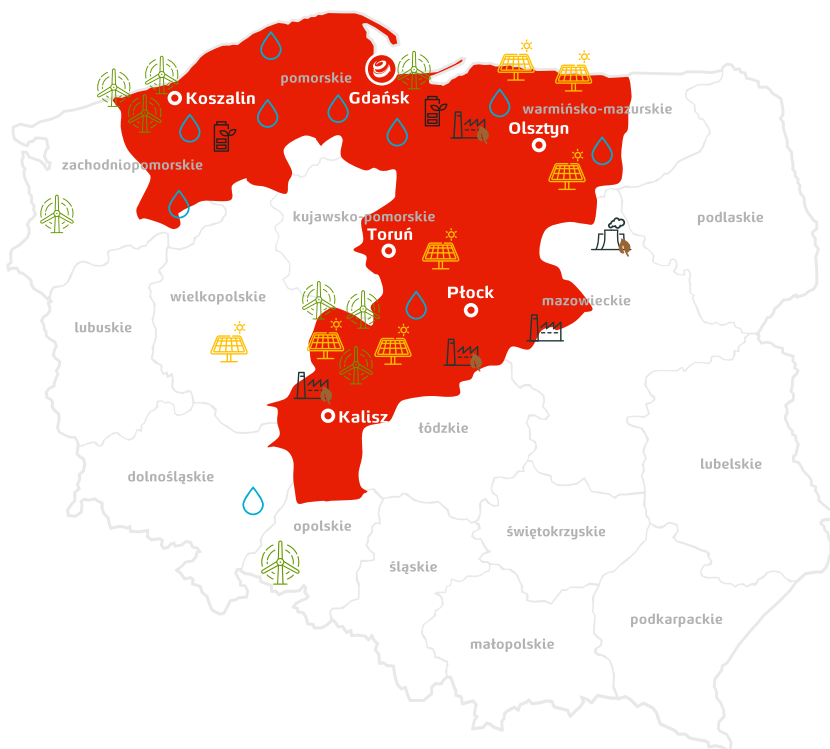 pomorskie
Koszalin
Gdańsk
warmińsko-mazurskie
Olsztyn
zachodniopomorskie
kujawsko-pomorskie
podlaskie
Toruń
wielkopolskie
Płock
mazowieckie
lubuskie
Kalisz
łódzkie
lubelskie
dolnośląskie
opolskie
świętokrzyskie
śląskie
podkarpackie
małopolskie